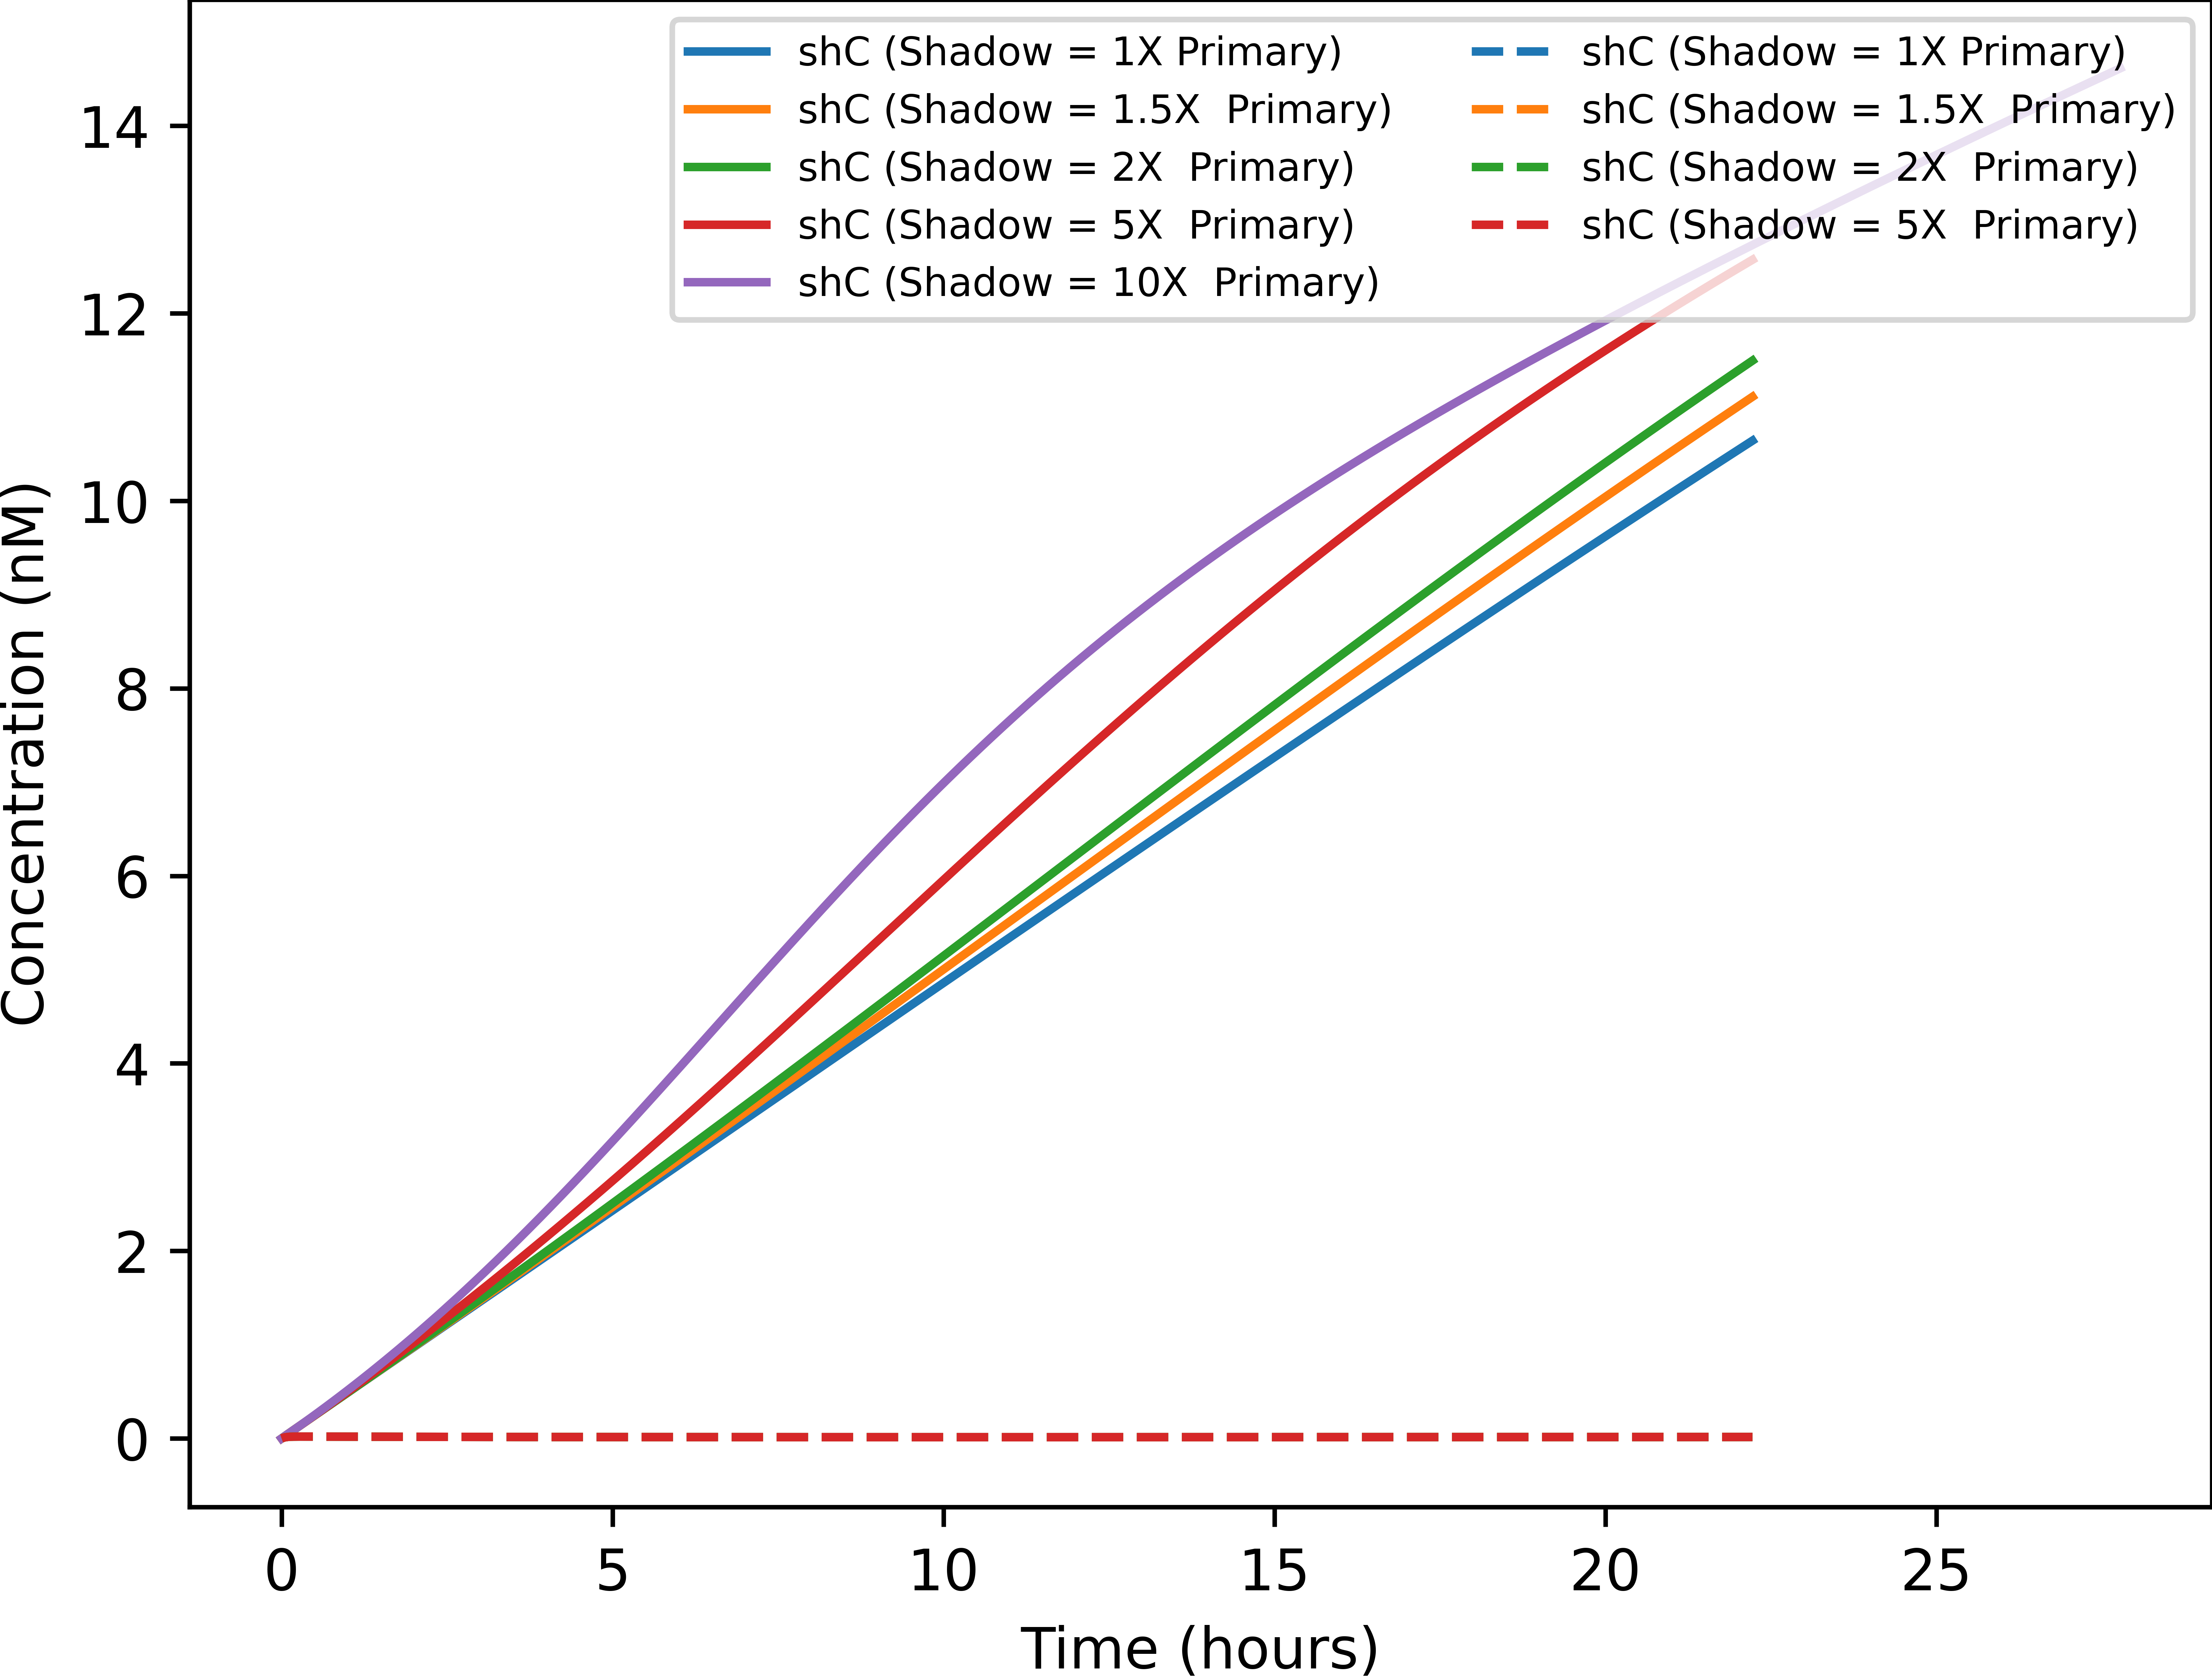 shC (Shadow = 1X Primary)
shC (Shadow = 1.5X  Primary)
shC (Shadow = 2X  Primary)
shC (Shadow = 5X  Primary)
shC (Shadow = 10X  Primary)
shC (Shadow = 1X Primary)
shC (Shadow = 1.5X  Primary)
shC (Shadow = 2X  Primary)
shC (Shadow = 5X  Primary)
Concentration (nM)
14
12
10
8
6
4
2
0
0
5
10
15
20
25
Time (hours)